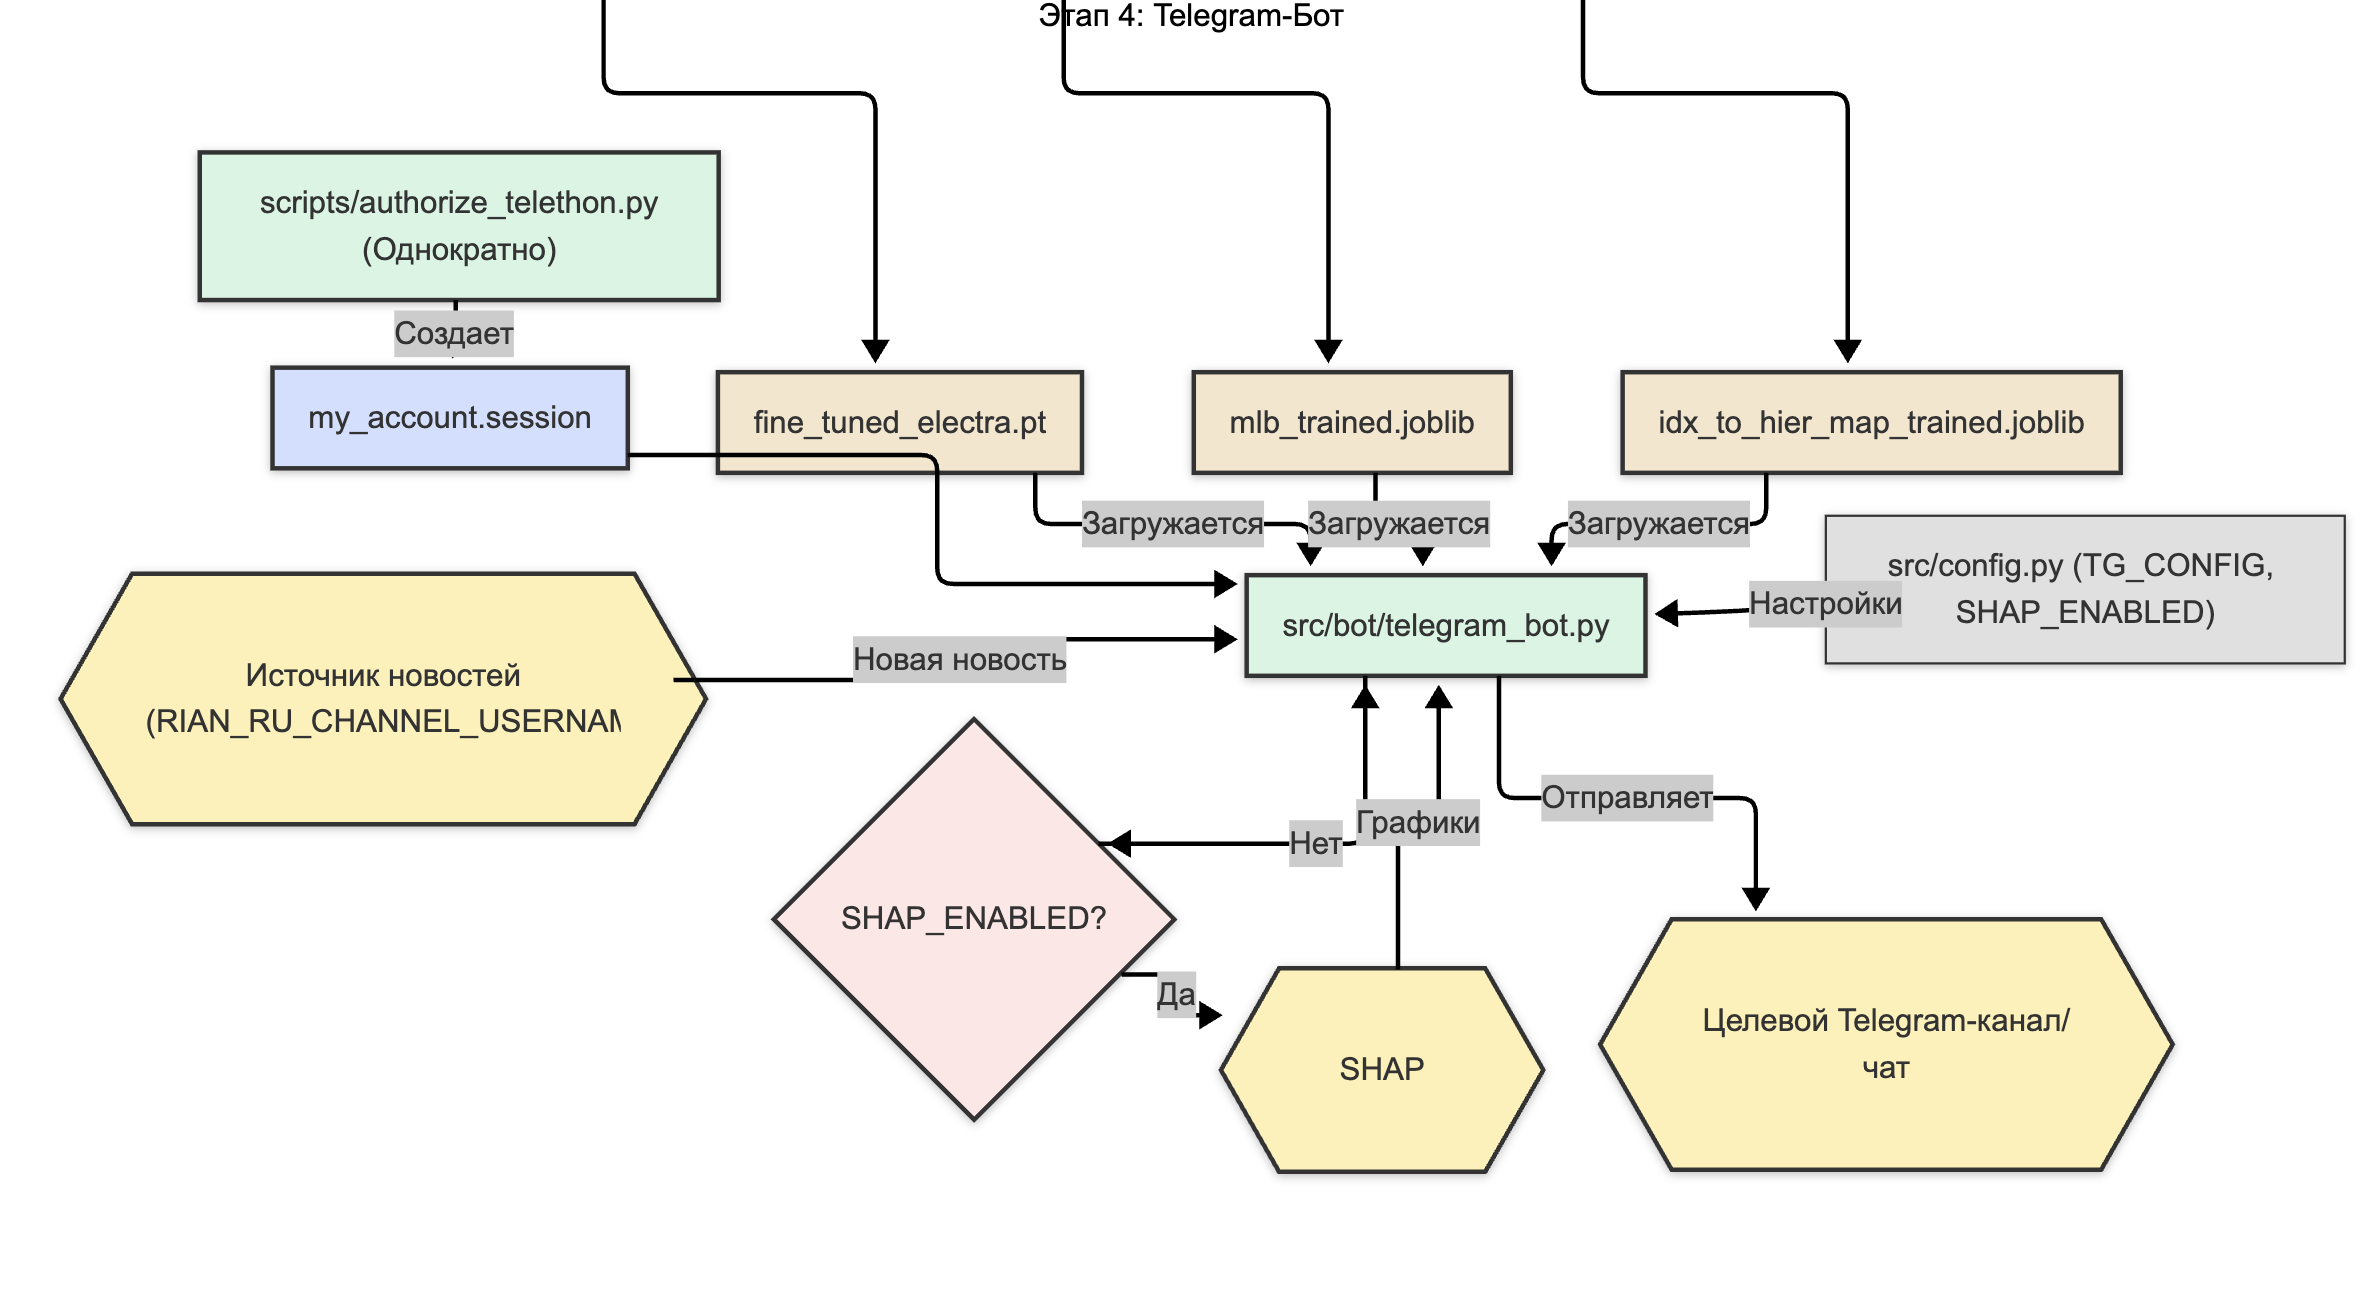 Этап 4: Telegram-Бот
scripts/authorize_telethon.py
(Однократно)
Создает
my_account.session
fine_tuned_electra.pt
mlb_trained.joblib
idx_to_hier_map_trained.joblib
Загружается
Загружается
Загружается
src/config.py (TG_CONFIG,
SHAP_ENABLED)
Настройки
src/bot/telegram_bot.py
Новая новость
Источник новостей
(RIAN_RU_CHANNEL_USERNAM
Графики
Нет
Отправляет
SHAP_ENABLED?
Да
SHAP
Целевой Telegram-канал/
чат